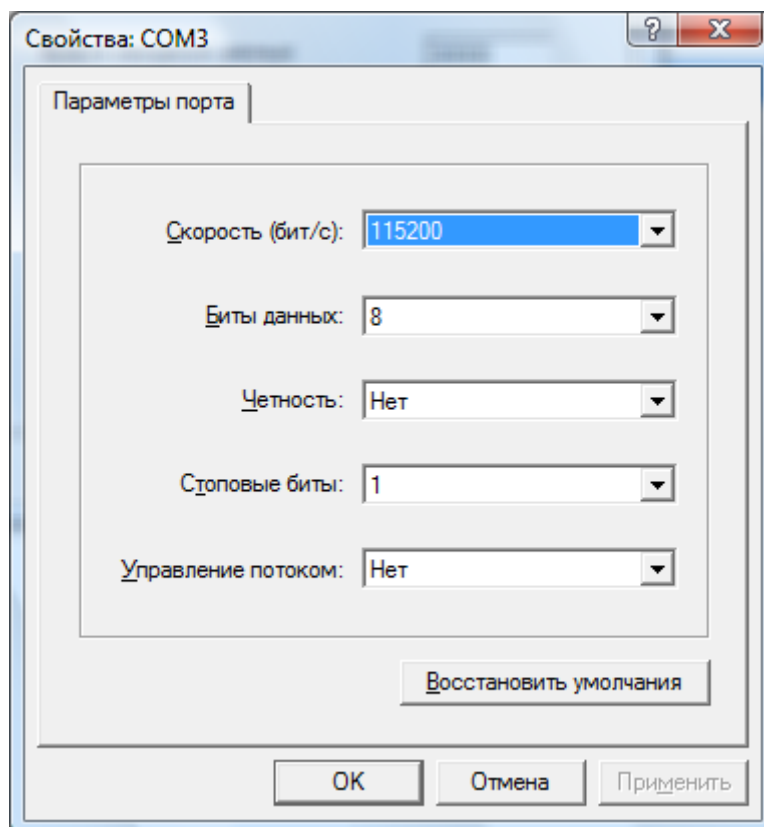 Свойства: COM3
Параметры порта
Скорость (бит/с): 115200
Биты данных: 8
Четность: Нет
Стоповые биты: 1
Управление потоком: Нет
Восстановить умолчания
OK Отмена Применить